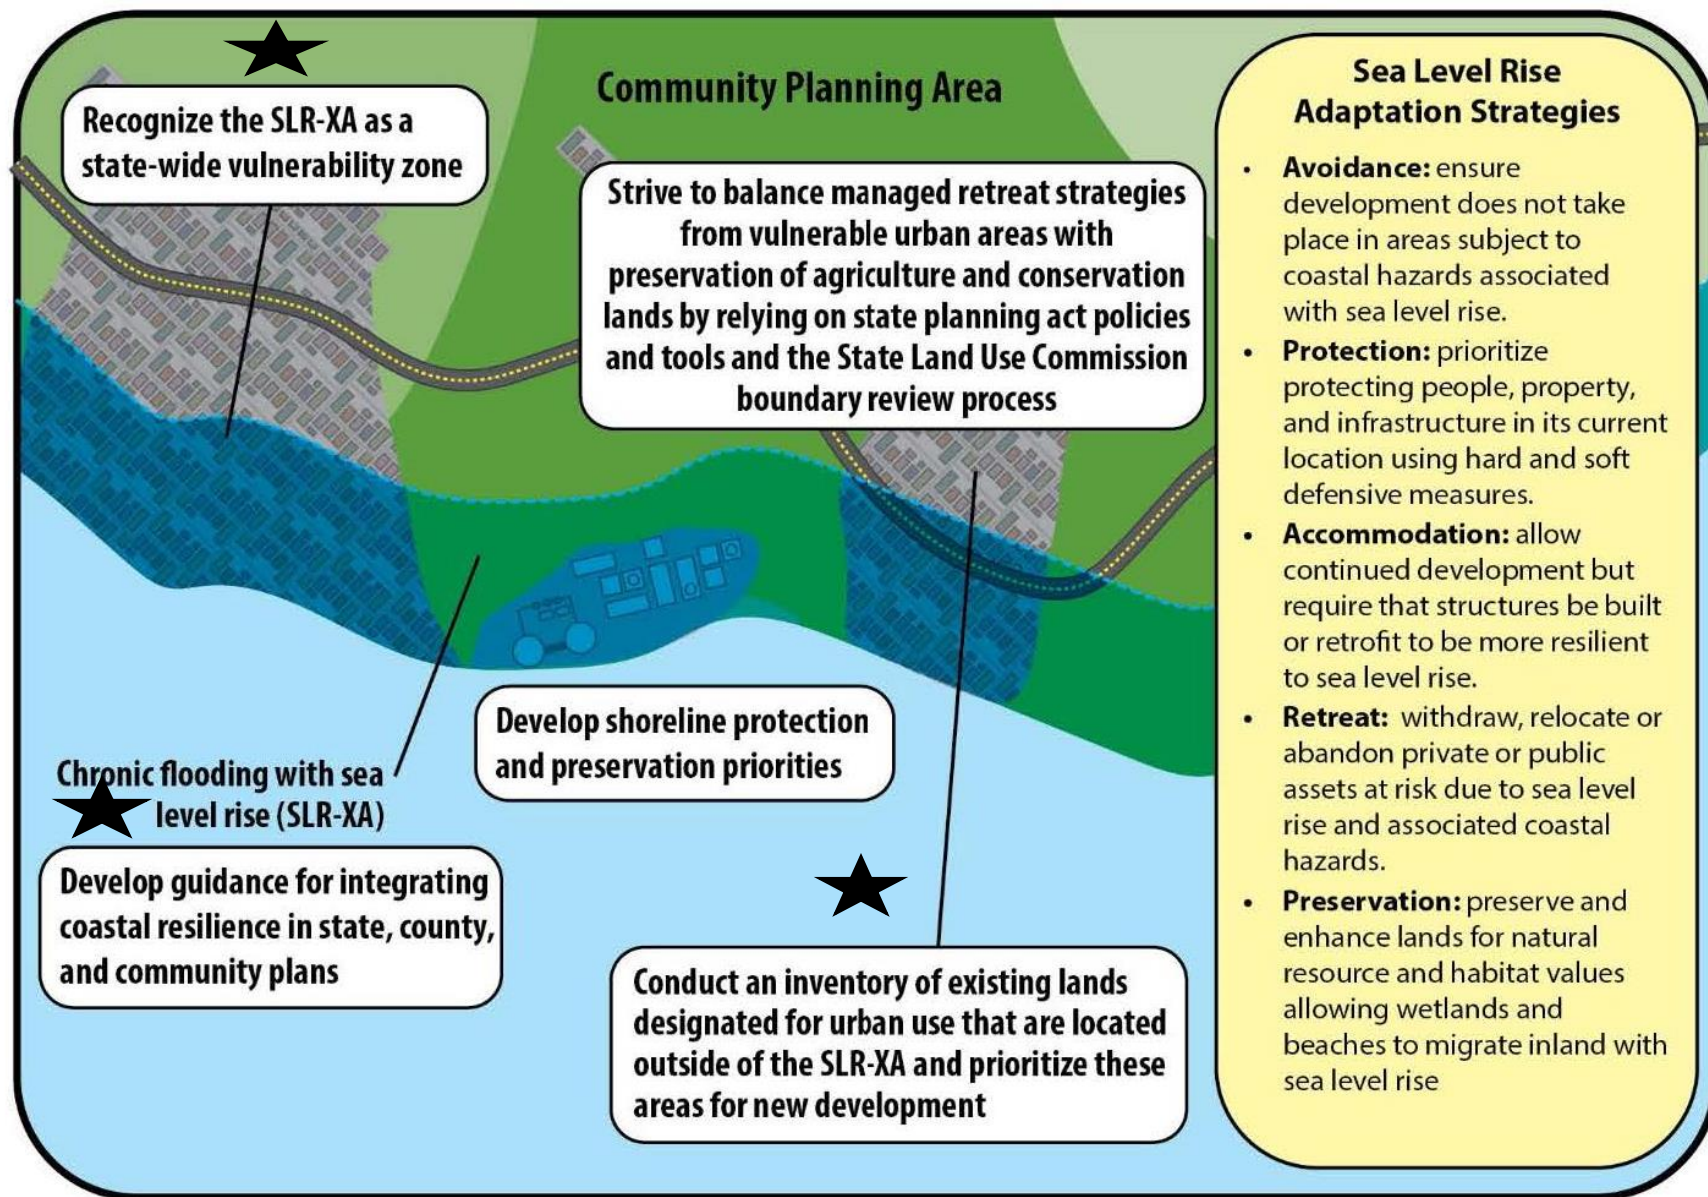 Community Planning Area
Recognize the SLR-XA as a
state-wide vulnerability zone
Strive to balance managed retreat strategies
from vulnerable urban areas with
preservation of agriculture and conservation
lands by relying on state planning act policies
and tools and the State Land Use Commission
boundary review process
Develop shoreline protection
and preservation priorities
Chronic flooding with sea
level rise (SLR-XA)
Develop guidance for integrating
coastal resilience in state, county,
and community plans
Conduct an inventory of existing lands
designated for urban use that are located
outside of the SLR-XA and prioritize these
areas for new development
Sea Level Rise
Adaptation Strategies
• Avoidance: ensure
development does not take
place in areas subject to
coastal hazards associated
with sea level rise.
• Protection: prioritize
protecting people, property,
and infrastructure in its current
location using hard and soft
defensive measures.
• Accommodation: allow
continued development but
require that structures be built
or retrofit to be more resilient
to sea level rise.
• Retreat: withdraw, relocate or
abandon private or public
assets at risk due to sea level
rise and associated coastal
hazards.
• Preservation: preserve and
enhance lands for natural
resource and habitat values
allowing wetlands and
beaches to migrate inland with
sea level rise